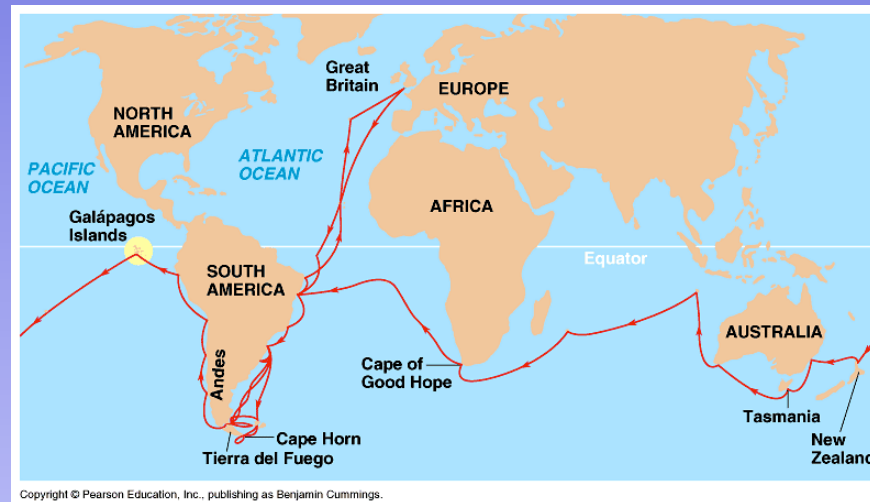 Great
Britain
EUROPE
NORTH
AMERICA
ATLANTIC
OCEAN
PACIFIC
OCEAN
AFRICA
Galápagos
Islands
Equator
SOUTH
AMERICA
AUSTRALIA
Andes
Cape of
Good Hope
Tasmania
Cape Horn
New
Zealand
Tierra del Fuego
Copyright © Pearson Education, Inc., publishing as Benjamin Cummings.